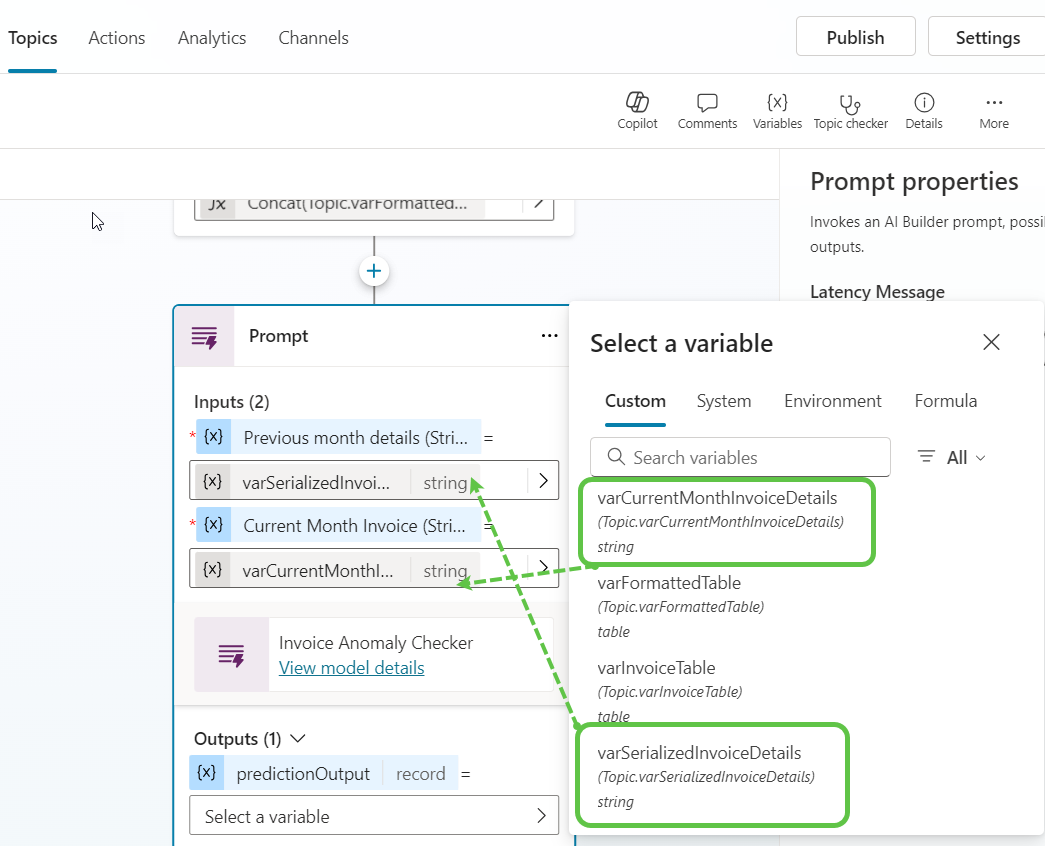 Topics Actions Analytics Channels Publish Settings
Copilot Comments Variables Topic checker Details More
Prompt properties
Invokes an AI Builder prompt, possi
outputs.
Latency Message
fx Concat(Topic.varFormatted...
Prompt
Inputs (2)
* {x} Previous month details (Stri... =
{x} varSerializedInvoi... string
* {x} Current Month Invoice (Stri... =
{x} varCurrentMonthI... string
Invoice Anomaly Checker
View model details
Outputs (1)
{x} predictionOutput record =
Select a variable
Select a variable
Custom System Environment Formula
Search variables All
varCurrentMonthInvoiceDetails
(Topic.varCurrentMonthInvoiceDetails)
string
varFormattedTable
(Topic.varFormattedTable)
table
varInvoiceTable
(Topic.varInvoiceTable)
table
varSerializedInvoiceDetails
(Topic.varSerializedInvoiceDetails)
string